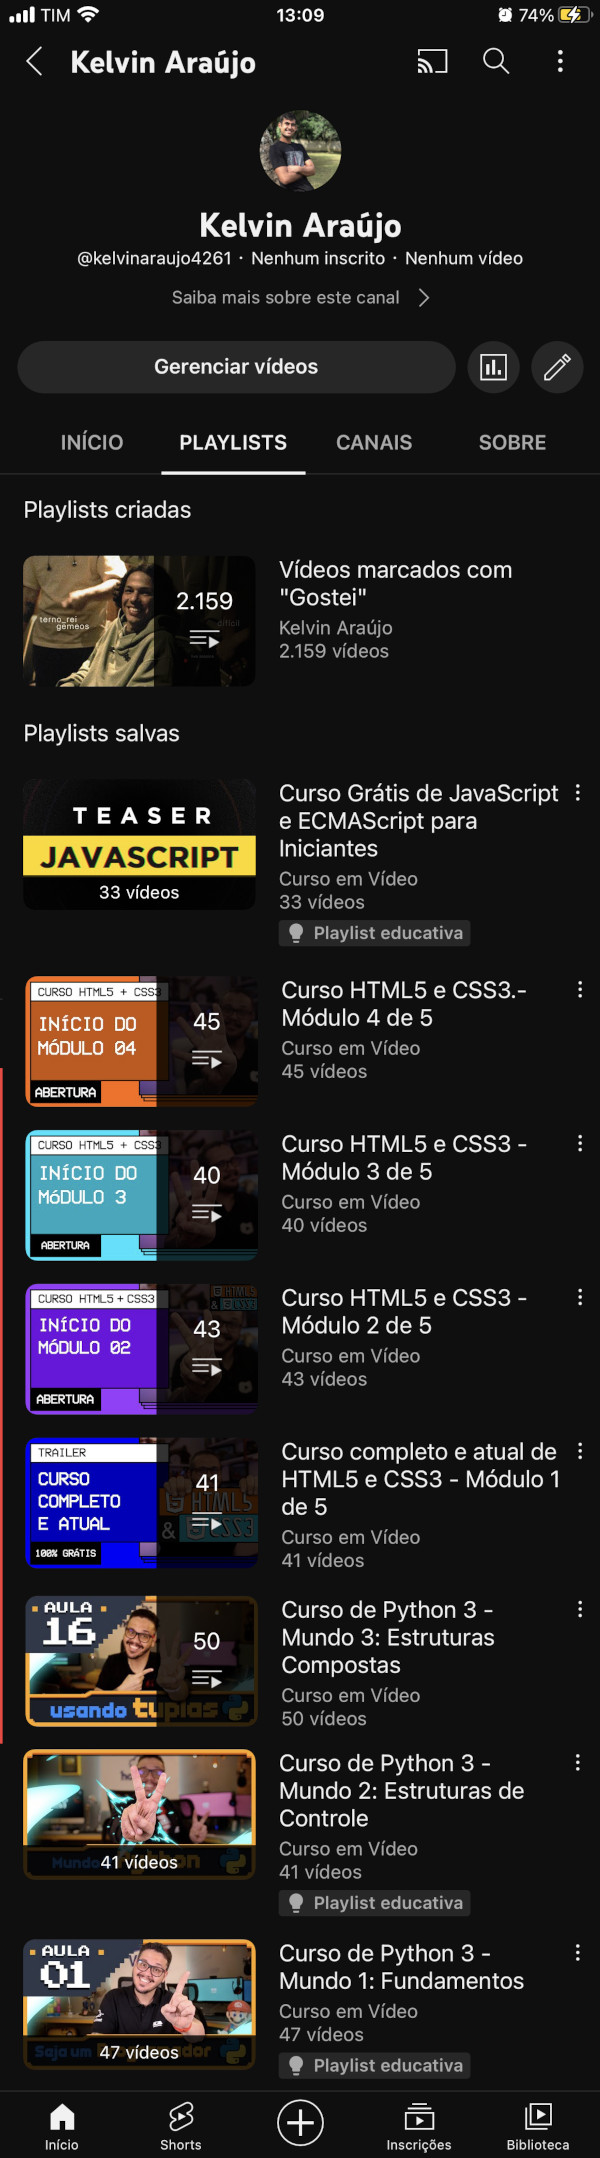 TIM
13:09
74%
Kelvin Araújo
Kelvin Araújo
@kelvinaraujo4261 · Nenhum inscrito · Nenhum vídeo
Saiba mais sobre este canal
Gerenciar vídeos
INÍCIO
PLAYLISTS
CANAIS
SOBRE
Playlists criadas
terno_rei
gêmeos
difícil
2.159
Vídeos marcados com
"Gostei"
Kelvin Araújo
2.159 vídeos
Playlists salvas
TEASER
JAVASCRIPT
33 vídeos
Curso Grátis de JavaScript
e ECMAScript para
Iniciantes
Curso em Vídeo
33 vídeos
Playlist educativa
CURSO HTML5 + CSS3
INÍCIO DO
MÓDULO 04
ABERTURA
45
Curso HTML5 e CSS3.-
Módulo 4 de 5
Curso em Vídeo
45 vídeos
CURSO HTML5 + CSS3
INÍCIO DO
MÓDULO 3
ABERTURA
40
Curso HTML5 e CSS3 -
Módulo 3 de 5
Curso em Vídeo
40 vídeos
CURSO HTML5 + CSS3
INÍCIO DO
MÓDULO 02
ABERTURA
HTML5
& CSS3
43
Curso HTML5 e CSS3 -
Módulo 2 de 5
Curso em Vídeo
43 vídeos
TRAILER
CURSO
COMPLETO
E ATUAL
100% GRÁTIS
HTML5
& CSS3
41
Curso completo e atual de
HTML5 e CSS3 - Módulo 1
de 5
Curso em Vídeo
41 vídeos
AULA
16
usando tuplas
50
Curso de Python 3 -
Mundo 3: Estruturas
Compostas
Curso em Vídeo
50 vídeos
Mundo
41 vídeos
Curso de Python 3 -
Mundo 2: Estruturas de
Controle
Curso em Vídeo
41 vídeos
Playlist educativa
AULA
01
Seja um Programador
47 vídeos
Curso de Python 3 -
Mundo 1: Fundamentos
Curso em Vídeo
47 vídeos
Playlist educativa
Início
Shorts
Inscrições
Biblioteca